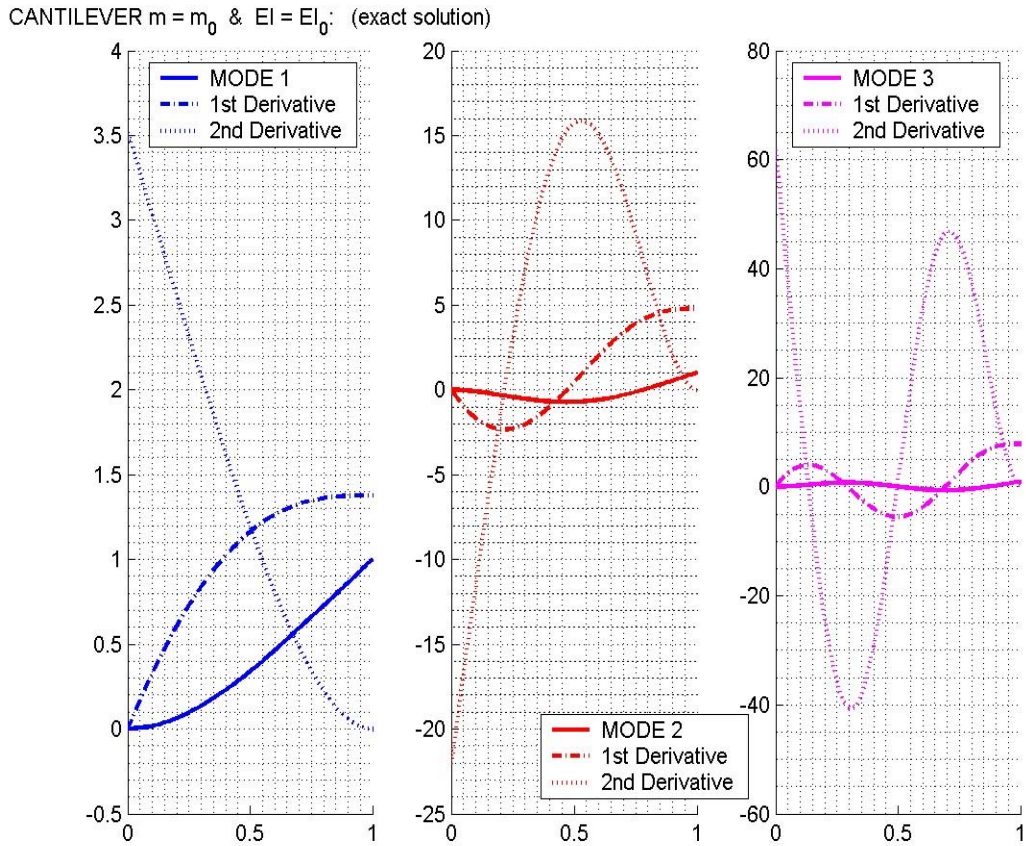 CANTILEVER m = m₀ & EI = EI₀: (exact solution)
4
3.5
3
2.5
2
1.5
1
0.5
0
-0.5
0 0.5 1
MODE 1
1st Derivative
2nd Derivative
20
15
10
5
0
-5
-10
-15
-20
-25
0 0.5 1
MODE 2
1st Derivative
2nd Derivative
80
60
40
20
0
-20
-40
-60
0 0.5 1
MODE 3
1st Derivative
2nd Derivative